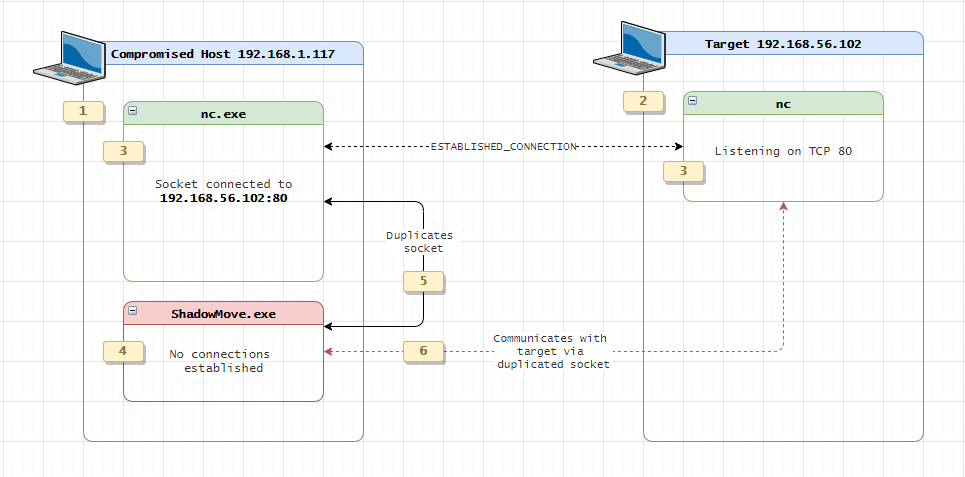 Compromised Host 192.168.1.117
1
nc.exe
3
Socket connected to
192.168.56.102:80
ESTABLISHED_CONNECTION
Duplicates
socket
5
ShadowMove.exe
4
No connections
established
6
Communicates with
target via
duplicated socket
Target 192.168.56.102
2
nc
Listening on TCP 80
3